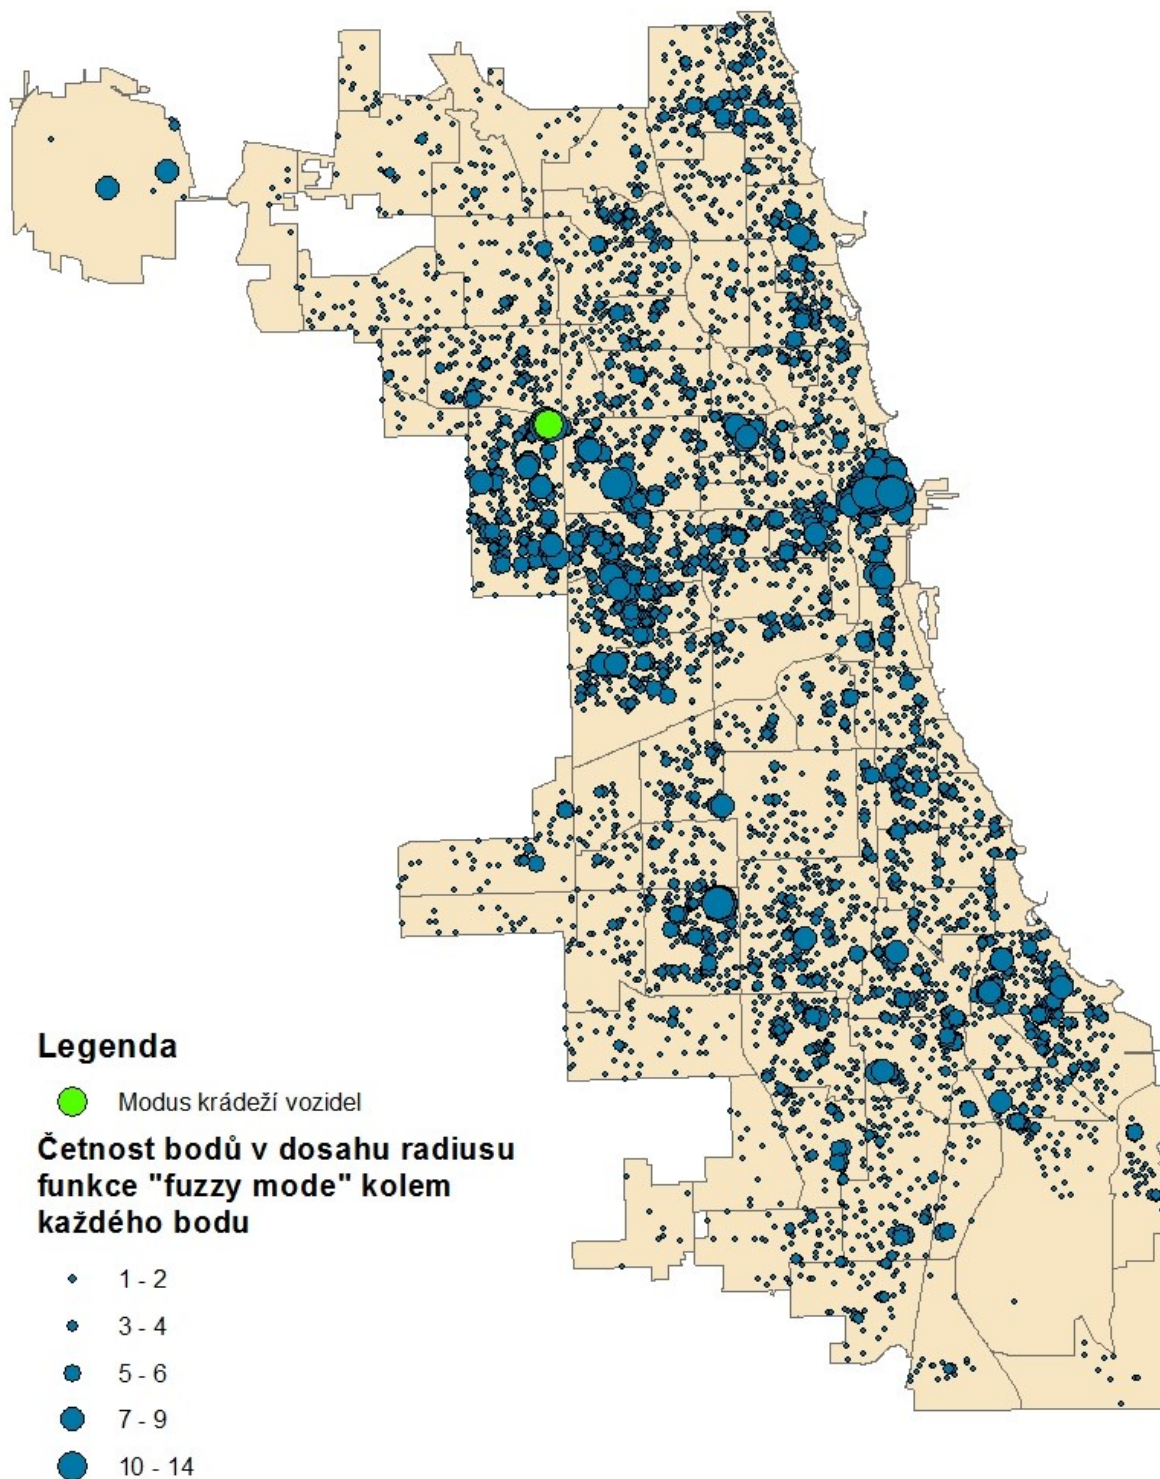 Legenda
Modus krádeží vozidel
Četnost bodů v dosahu radiusu
funkce "fuzzy mode" kolem
každého bodu
1 - 2
3 - 4
5 - 6
7 - 9
10 - 14